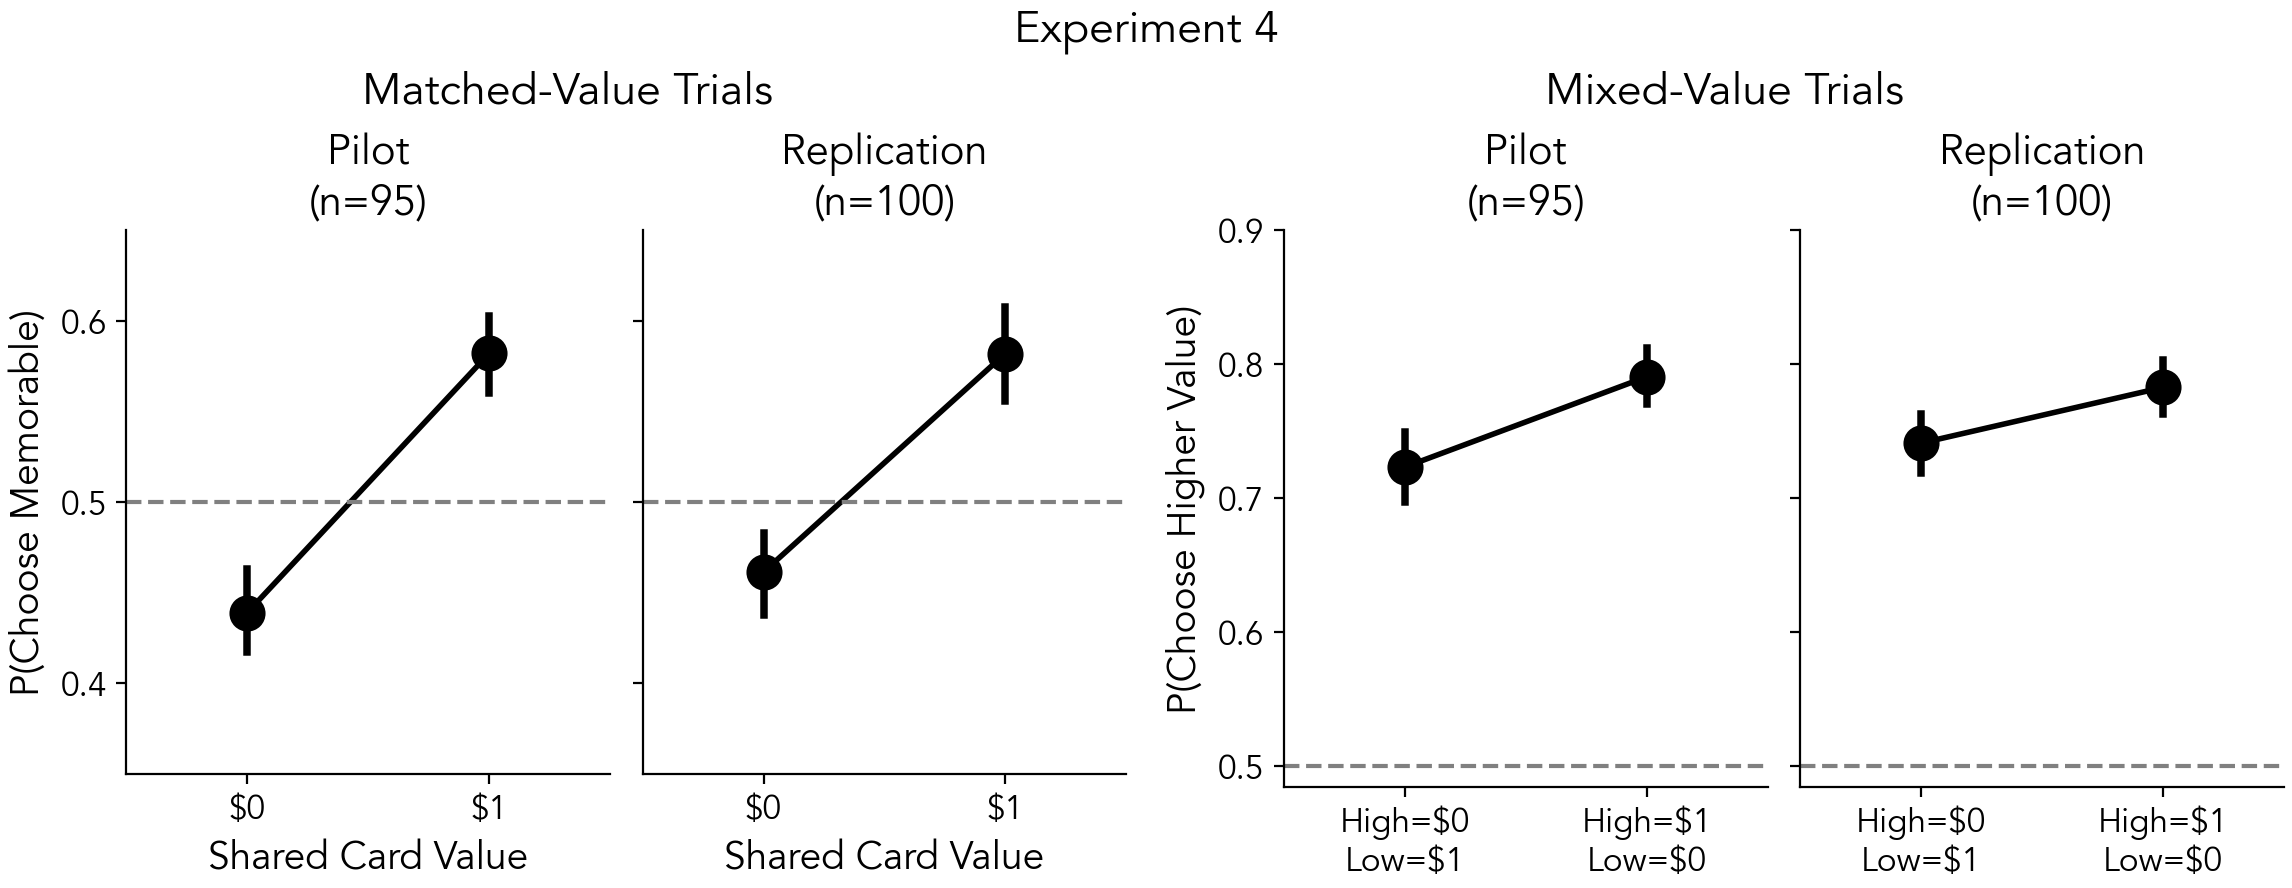 Experiment 4
Matched-Value Trials
Mixed-Value Trials
Pilot
(n=95)
Replication
(n=100)
Pilot
(n=95)
Replication
(n=100)
P(Choose Memorable)
0.6
0.5
0.4
$0
$1
Shared Card Value
$0
$1
Shared Card Value
P(Choose Higher Value)
0.9
0.8
0.7
0.6
0.5
High=$0
Low=$1
High=$1
Low=$0
High=$0
Low=$1
High=$1
Low=$0